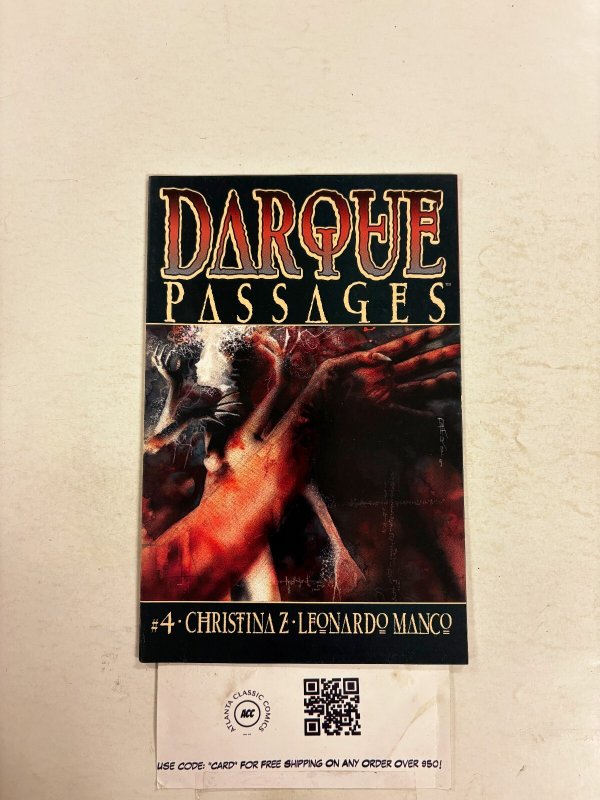 DARQUE
PASSAGES
™
#4 · CHRISTINA Z · LEONARDO MANCO
ATLANTA CLASSIC COMICS
ACC
USE CODE: "CARD" FOR FREE SHIPPING ON ANY ORDER OVER $50!